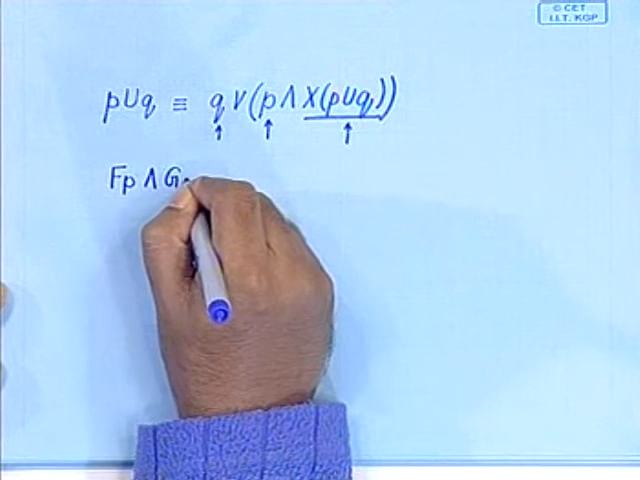 © CET
I.I.T. KGP
pUq ≡ q V (p Λ X(pUq))
↑ ↑ ↑
Fp Λ G